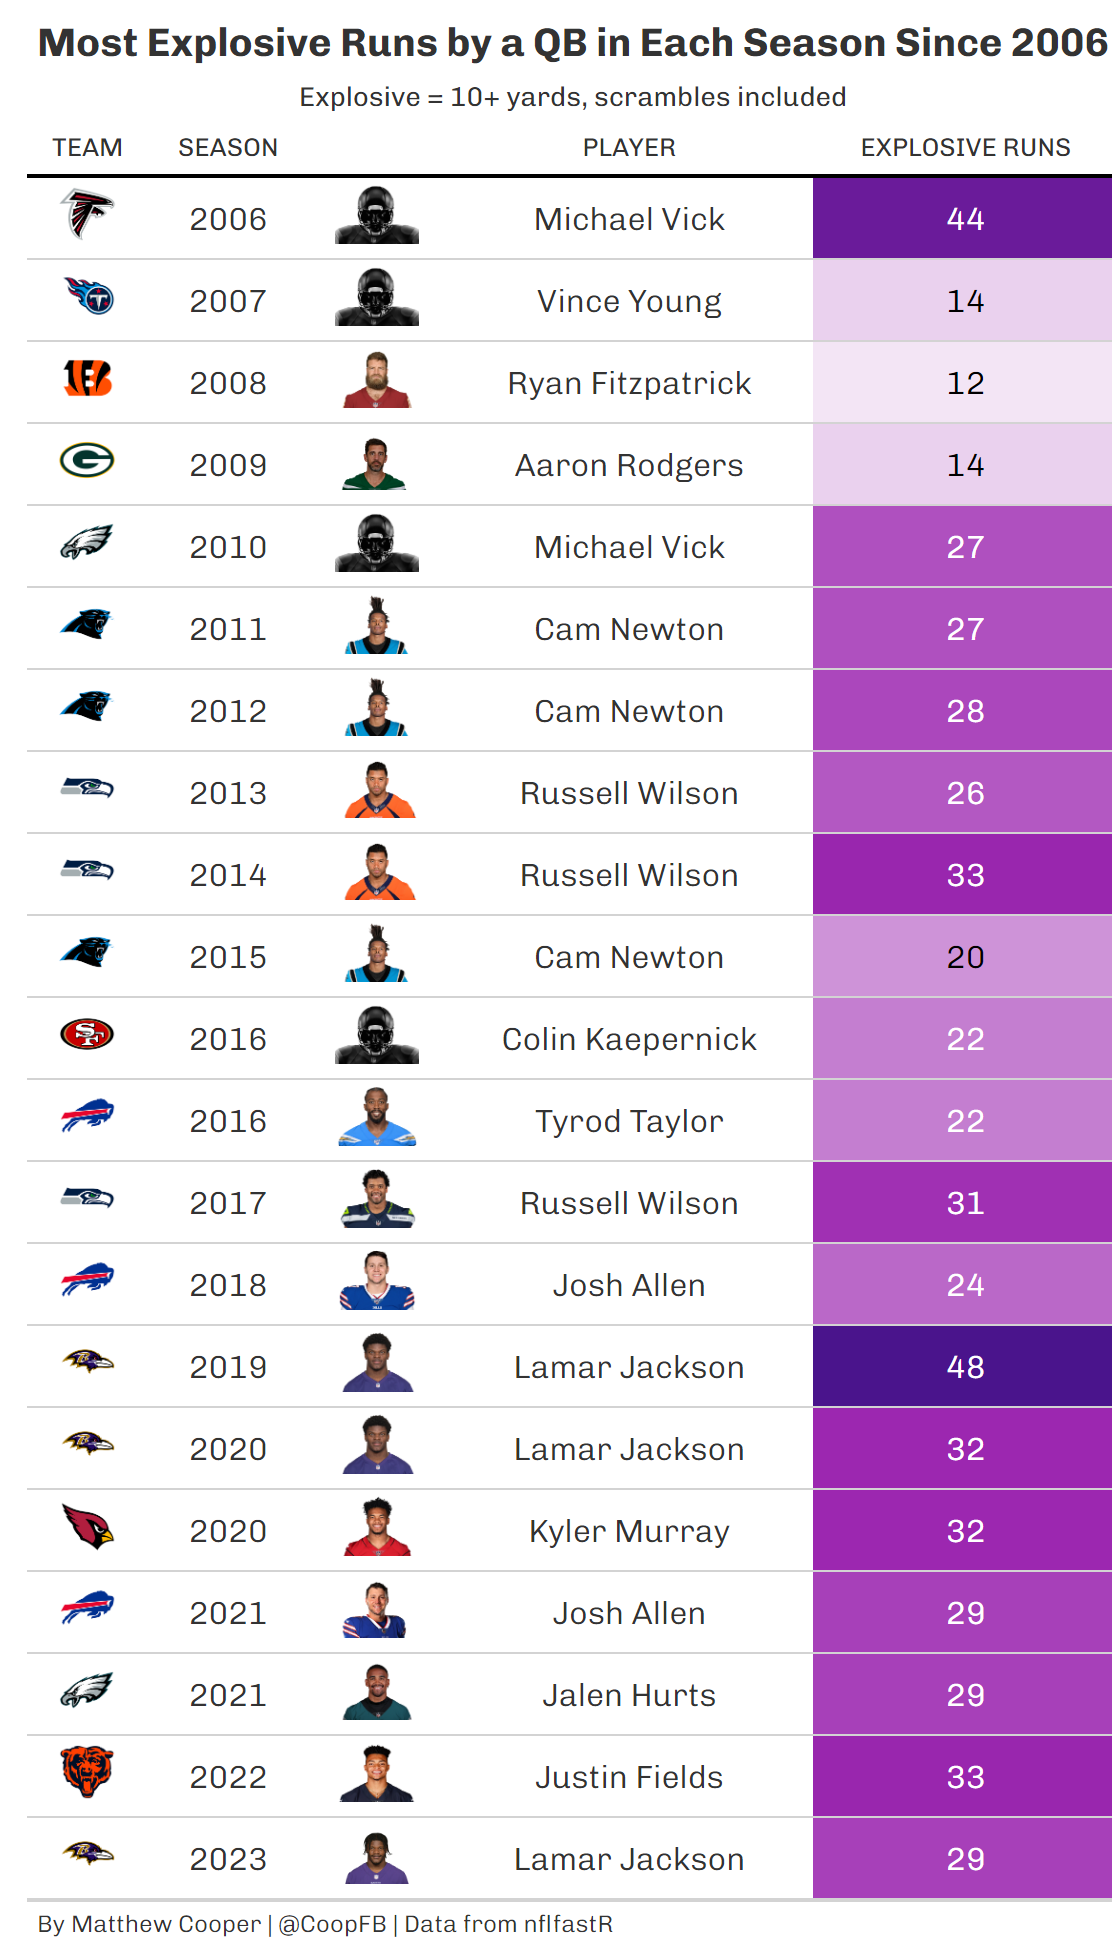 Most Explosive Runs by a QB in Each Season Since 2006
Explosive = 10+ yards, scrambles included
TEAM SEASON PLAYER EXPLOSIVE RUNS
2006 Michael Vick 44
2007 Vince Young 14
2008 Ryan Fitzpatrick 12
2009 Aaron Rodgers 14
2010 Michael Vick 27
2011 Cam Newton 27
2012 Cam Newton 28
2013 Russell Wilson 26
2014 Russell Wilson 33
2015 Cam Newton 20
2016 Colin Kaepernick 22
2016 Tyrod Taylor 22
2017 Russell Wilson 31
2018 Josh Allen 24
2019 Lamar Jackson 48
2020 Lamar Jackson 32
2020 Kyler Murray 32
2021 Josh Allen 29
2021 Jalen Hurts 29
2022 Justin Fields 33
2023 Lamar Jackson 29
By Matthew Cooper | @CoopFB | Data from nflfastR